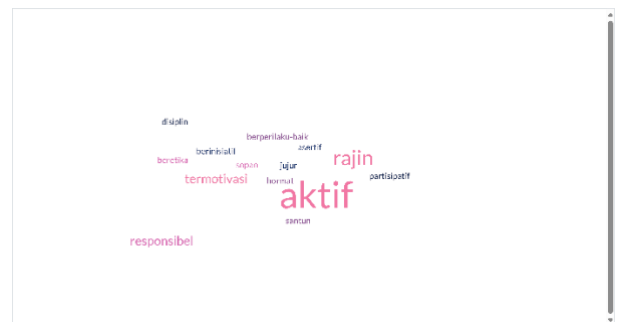 disiplin
berperilaku-baik
asertif
berinisiatif
rajin
beretika
sopan
jujur
partisipatif
termotivasi
hormat
aktif
santun
responsibel